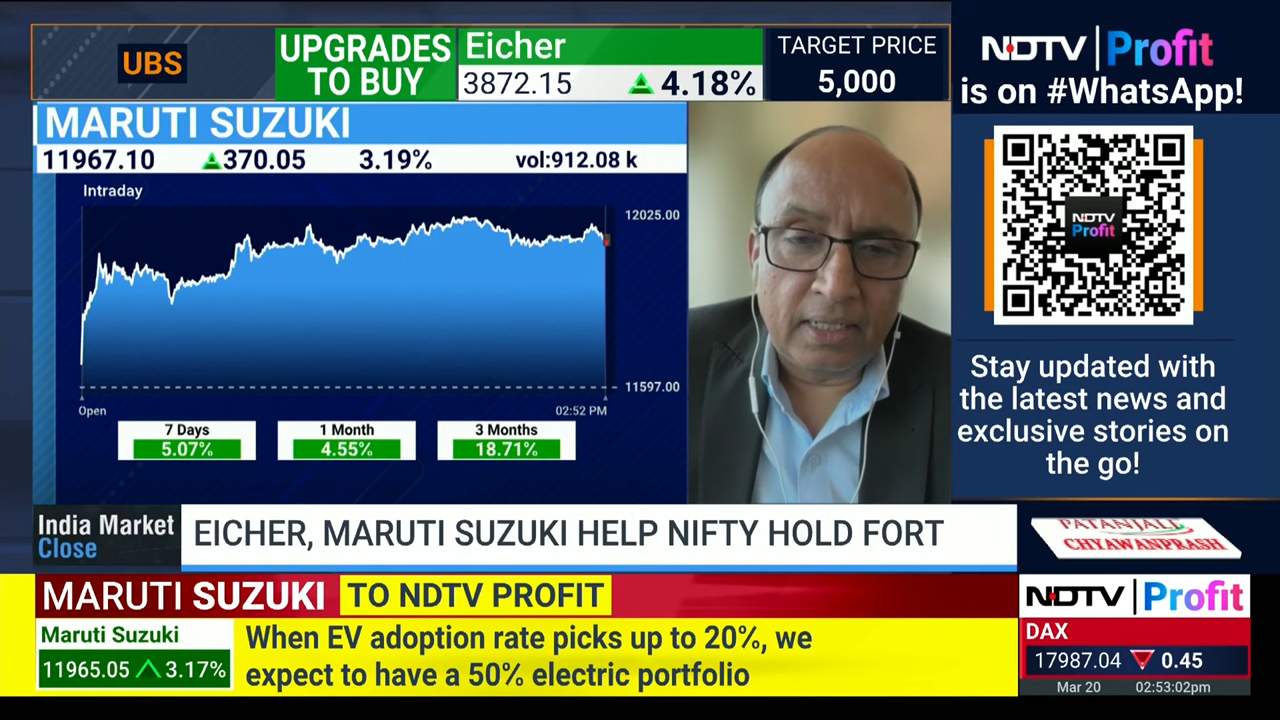 UBS
UPGRADES
TO BUY
Eicher
3872.15 4.18%
TARGET PRICE
5,000
NDTV | Profit
is on #WhatsApp!
MARUTI SUZUKI
11967.10 370.05 3.19% vol:912.08 k
Intraday
12025.00
11597.00
Open 02:52 PM
7 Days
5.07%
1 Month
4.55%
3 Months
18.71%
NDTV
Profit
Stay updated with
the latest news and
exclusive stories on
the go!
India Market
Close
EICHER, MARUTI SUZUKI HELP NIFTY HOLD FORT
PATANJALI
CHYAWANPRASH
MARUTI SUZUKI TO NDTV PROFIT
Maruti Suzuki
11965.05 3.17%
When EV adoption rate picks up to 20%, we
expect to have a 50% electric portfolio
NDTV | Profit
DAX
17987.04 0.45
Mar 20 02:53:02pm